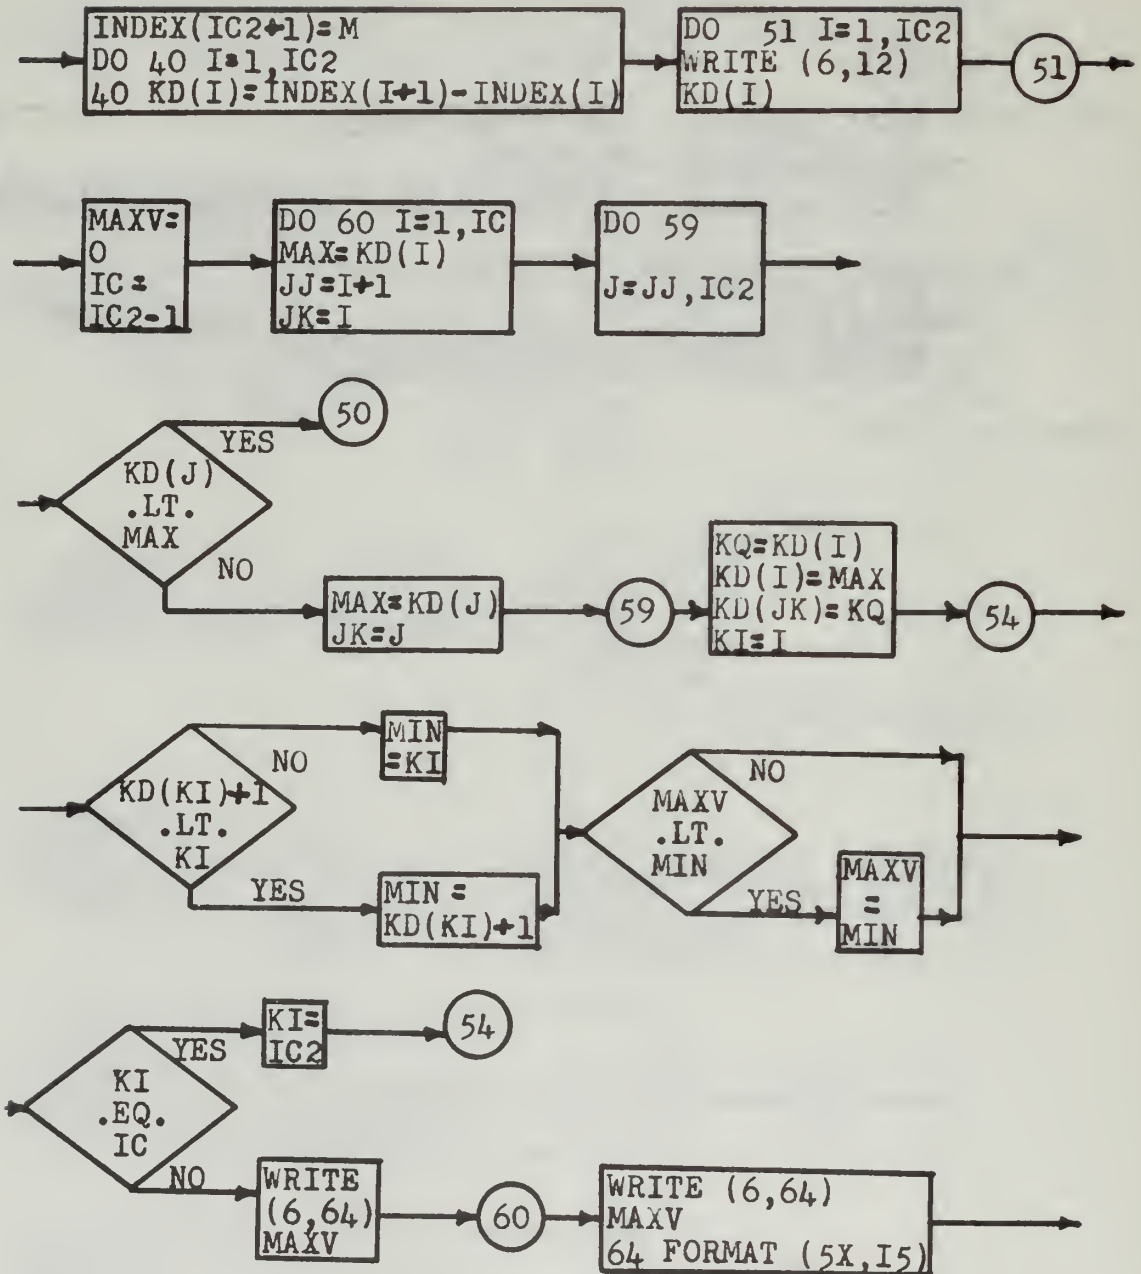 INDEX(IC2+1)=M
DO 40 I=1,IC2
40 KD(I)=INDEX(I+1)-INDEX(I)
DO 51 I=1,IC2
WRITE (6,12)
KD(I)
51
MAXV=
0
IC=
IC2-1
DO 60 I=1,IC
MAX=KD(I)
JJ=I+1
JK=I
DO 59
J=JJ,IC2
50
YES
KD(J)
.LT.
MAX
NO
MAX=KD(J)
JK=J
59
KQ=KD(I)
KD(I)=MAX
KD(JK)=KQ
KI=I
54
KD(KI)+1
.LT.
KI
NO
MIN
=KI
YES
MIN =
KD(KI)+1
MAXV
.LT.
MIN
NO
YES
MAXV
=
MIN
KI
.EQ.
IC
YES
KI=
IC2
54
NO
WRITE
(6,64)
MAXV
60
WRITE (6,64)
MAXV
64 FORMAT (5X,I5)